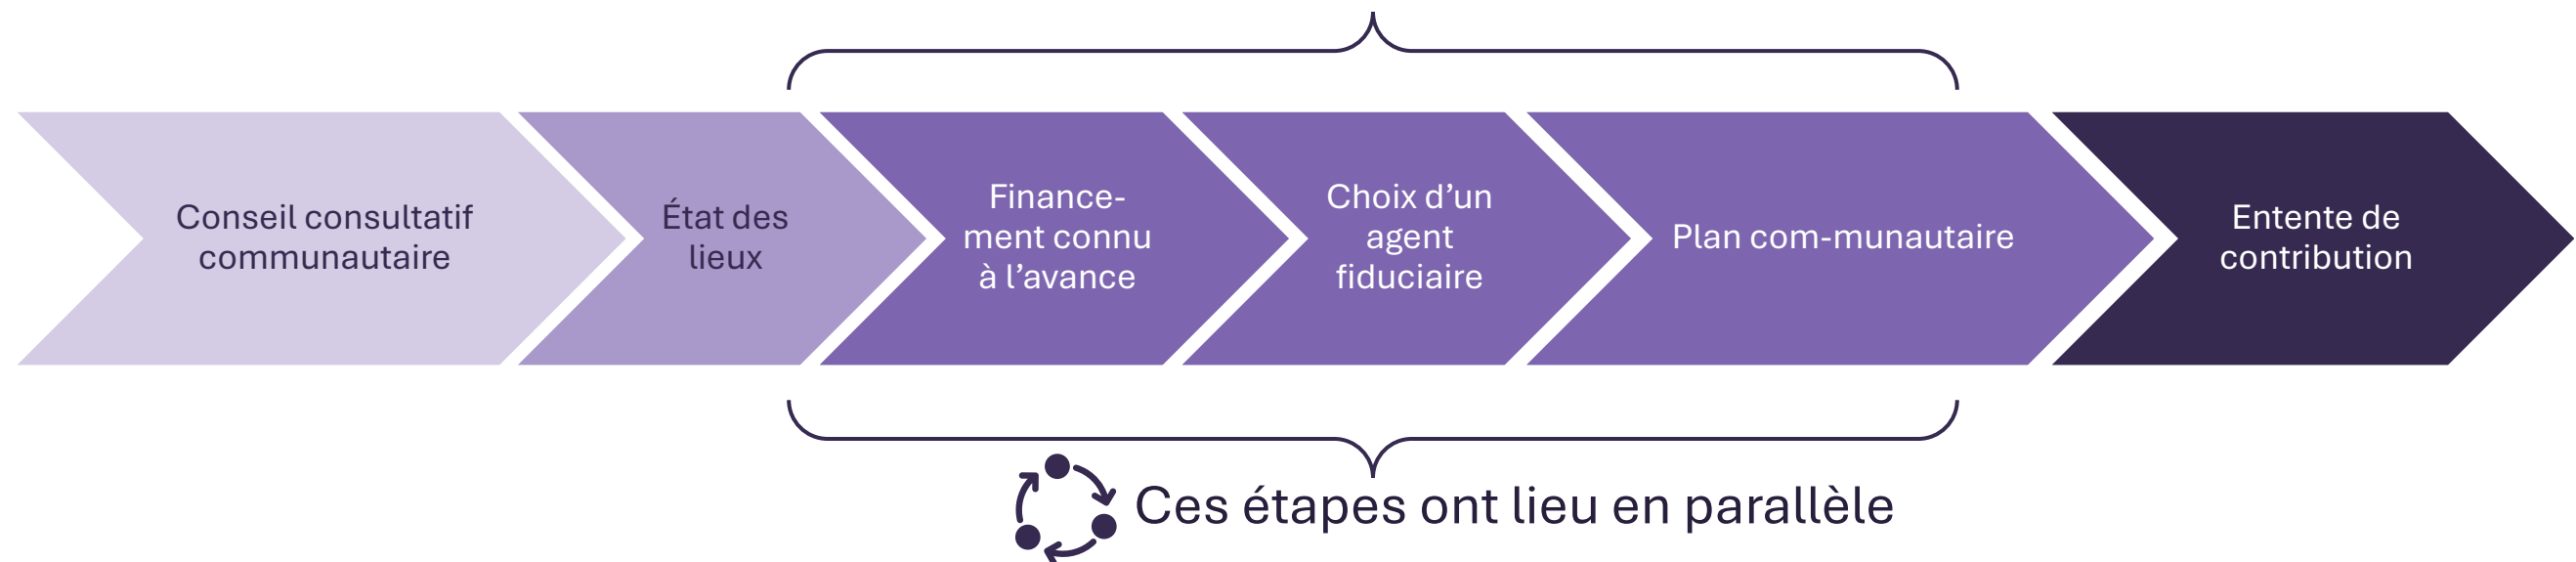 Conseil consultatif
communautaire
État des
lieux
Finance-
ment connu
à l’avance
Choix d’un
agent
fiduciaire
Plan com-munautaire
Entente de
contribution
Ces étapes ont lieu en parallèle